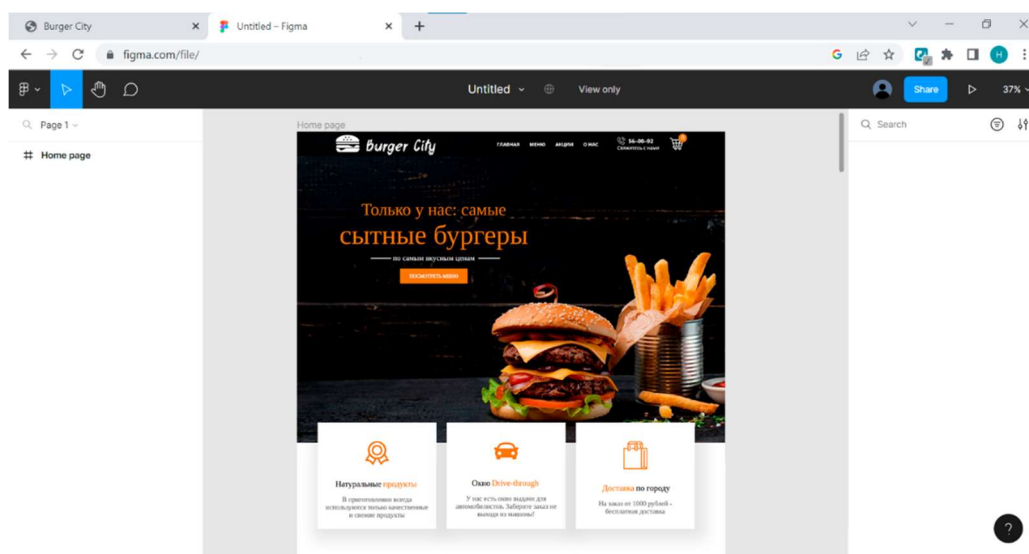 Burger City
Untitled – Figma
figma.com/file/
Untitled
View only
Share
37%
Page 1
Home page
Search
Home page
Burger City
ГЛАВНАЯ МЕНЮ АКЦИИ О НАС
56-06-92
Свяжитесь с нами
Только у нас: самые
сытные бургеры
по самым вкусным ценам
ПОСМОТРЕТЬ МЕНЮ
Натуральные продукты
В приготовлении всегда
используются только качественные
и свежие продукты
Окно Drive-through
У нас есть окно выдачи для
автомобилистов. Заберите заказ не
выходя из машины!
Доставка по городу
На заказ от 1000 рублей -
бесплатная доставка
H
?